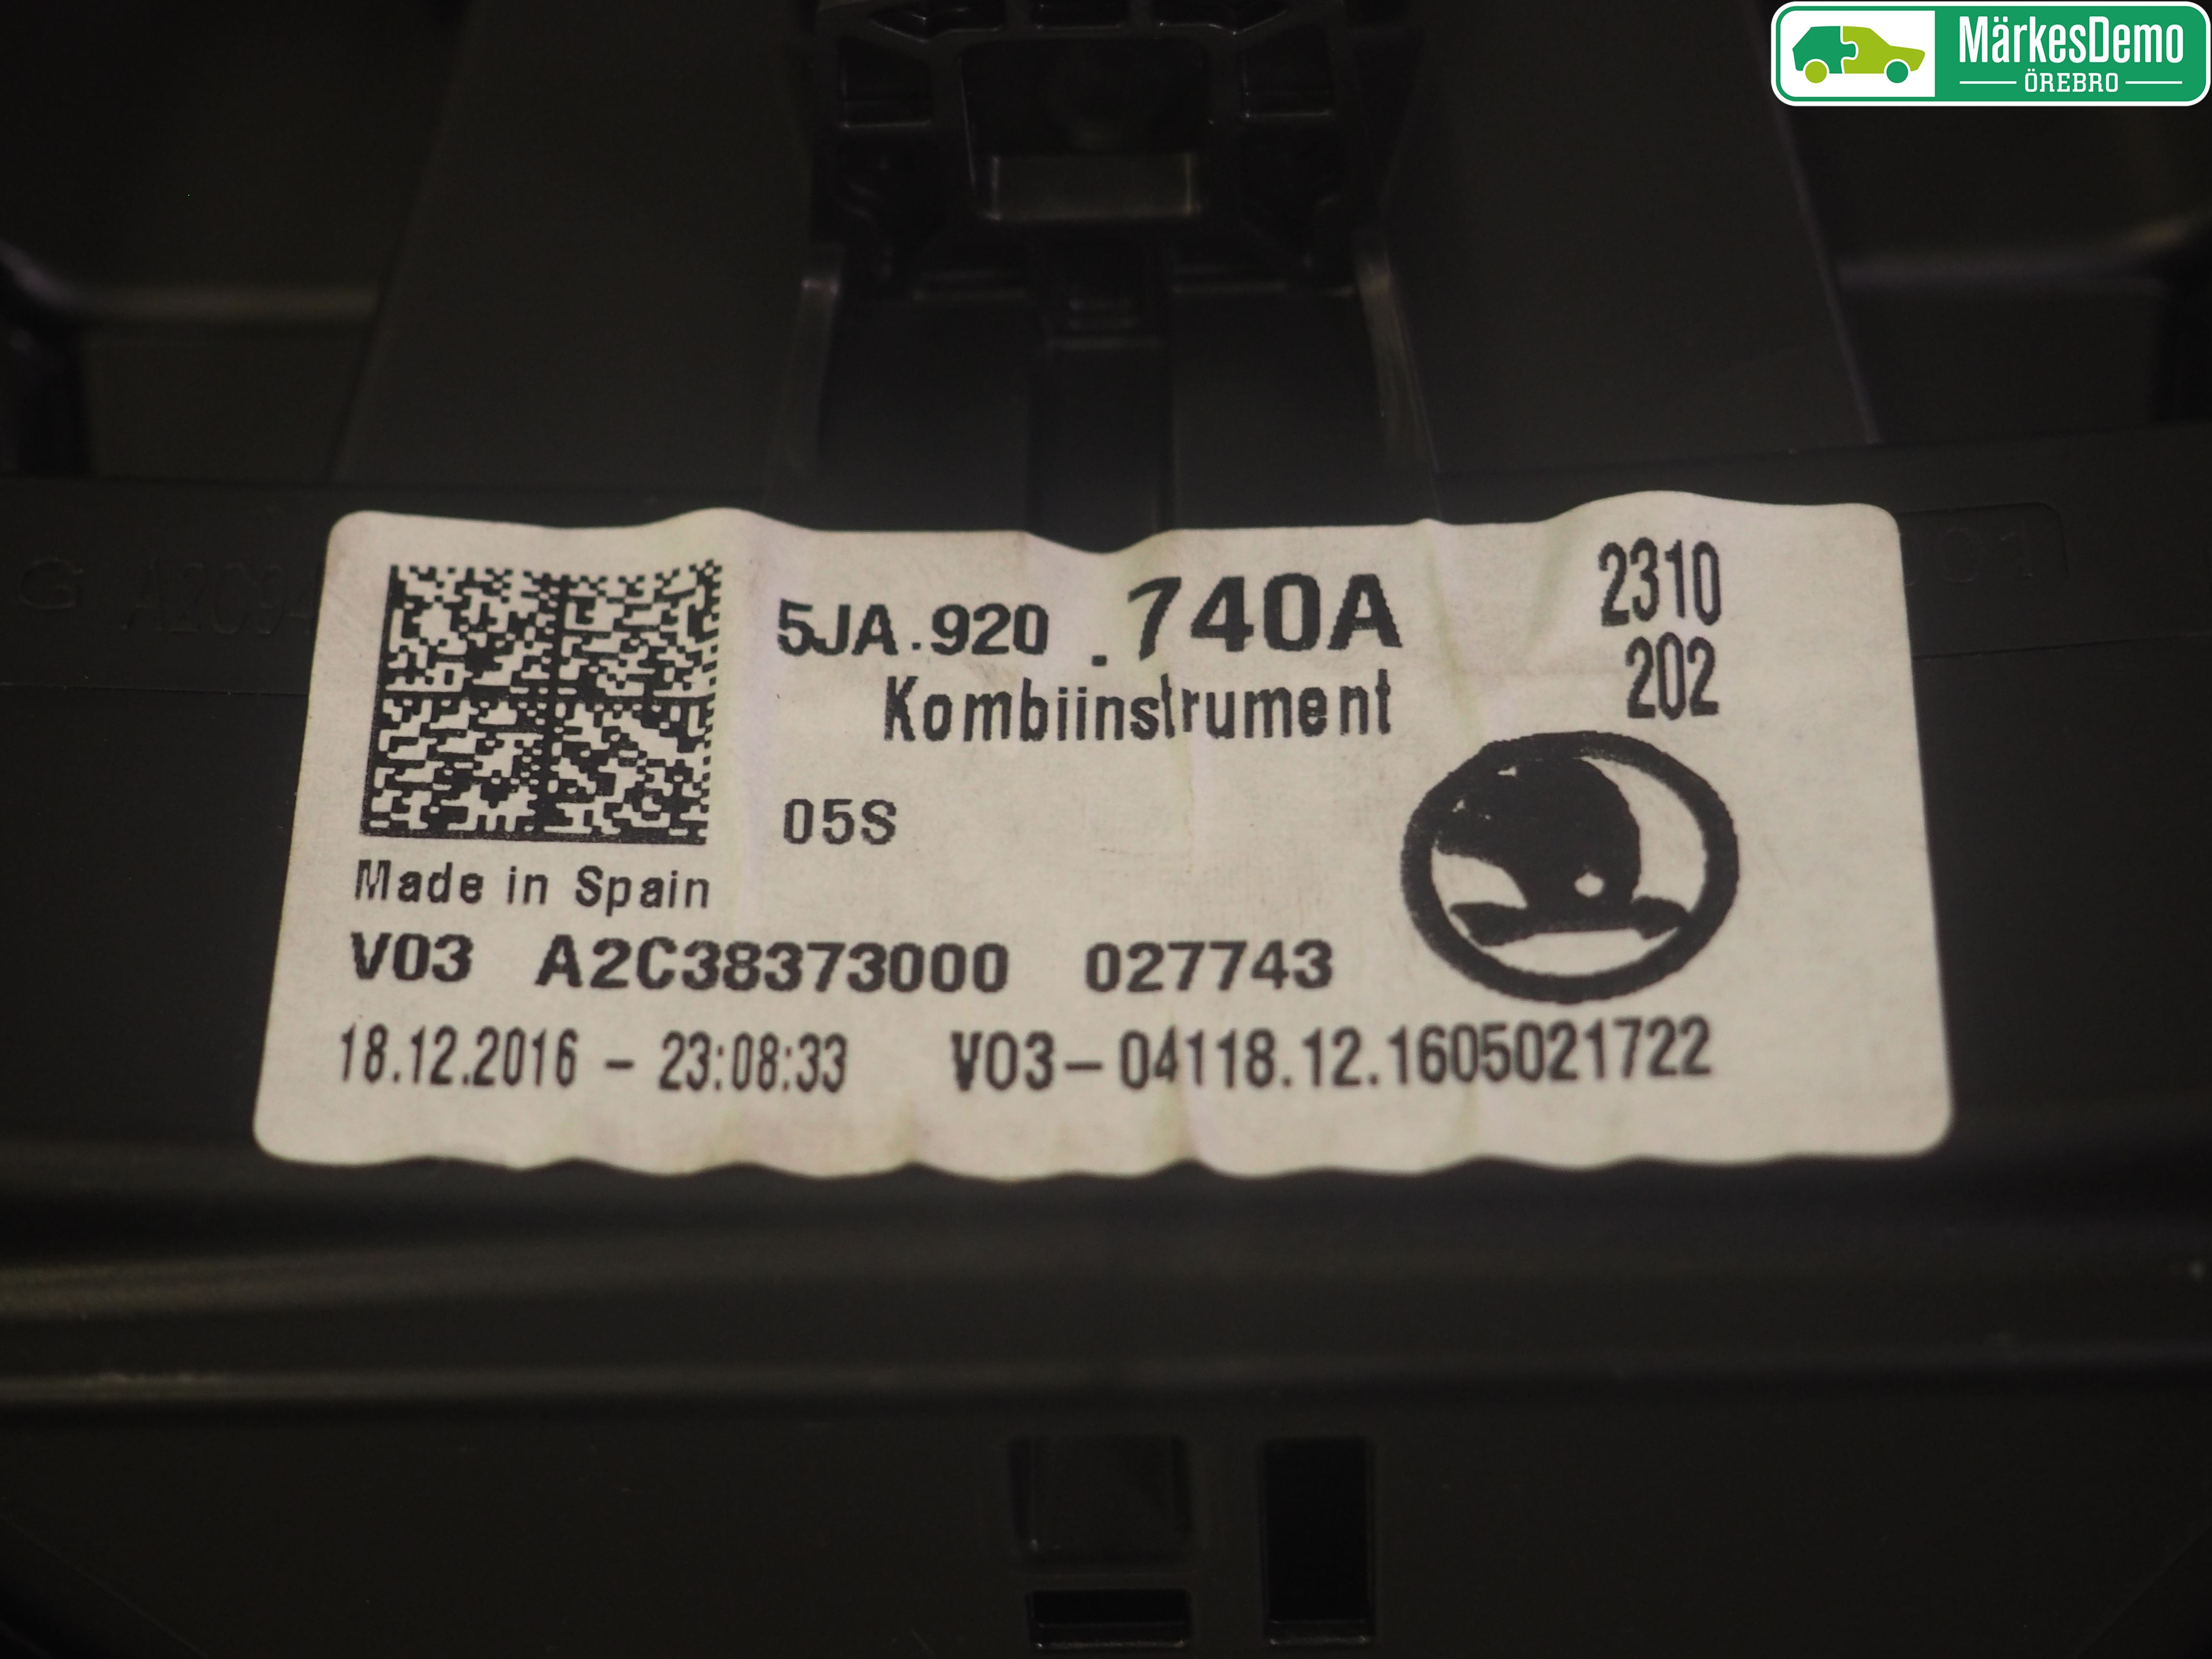 MärkesDemo
ÖREBRO
5JA.920 .740A
2310
202
Kombiinstrument
05S
Made in Spain
V03 A2C38373000 027743
18.12.2016 - 23:08:33 V03-04118.12.1605021722